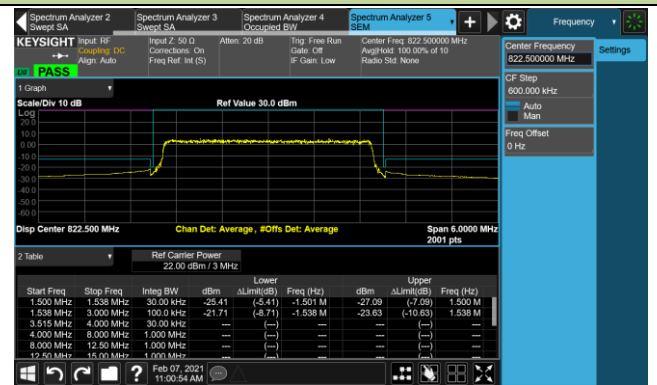 Spectrum Analyzer 2 Spectrum Analyzer 3 Spectrum Analyzer 4 Spectrum Analyzer 5 Frequency
Swept SA Swept SA Occupied BW SEM
KEYSIGHT Input: RF Input Z: 50 Ω Atten: 20 dB Trig: Free Run Center Freq: 822.500000 MHz
Coupling: DC Corrections: On Gate: Off Avg|Hold: 100.00% of 10
Align: Auto Freq Ref: Int (S) IF Gain: Low Radio Std: None
PASS
Center Frequency
822.500000 MHz
Settings
CF Step
600.000 kHz
Auto
Man
Freq Offset
0 Hz
1 Graph
Scale/Div 10 dB Ref Value 30.0 dBm
Log
20.0
10.0
0.00
-10.0
-20.0
-30.0
-40.0
-50.0
-60.0
Disp Center 822.500 MHz Chan Det: Average, #Offs Det: Average Span 6.0000 MHz
2001 pts
2 Table Ref Carrier Power
22.00 dBm / 3 MHz
Lower Upper
Start Freq Stop Freq Integ BW dBm ΔLimit(dB) Freq (Hz) dBm ΔLimit(dB) Freq (Hz)
1.500 MHz 1.538 MHz 30.00 kHz -25.41 (-5.41) -1.501 M -27.09 (-7.09) 1.500 M
1.538 MHz 3.000 MHz 100.0 kHz -21.71 (-8.71) -1.538 M -23.63 (-10.63) 1.538 M
3.515 MHz 4.000 MHz 30.00 kHz --- (---) --- --- (---) ---
4.000 MHz 8.000 MHz 1.000 MHz --- (---) --- --- (---) ---
8.000 MHz 12.50 MHz 1.000 MHz --- (---) --- --- (---) ---
12.50 MHz 15.00 MHz 1.000 MHz --- (---) --- --- (---) ---
? Feb 07, 2021
11:00:54 AM